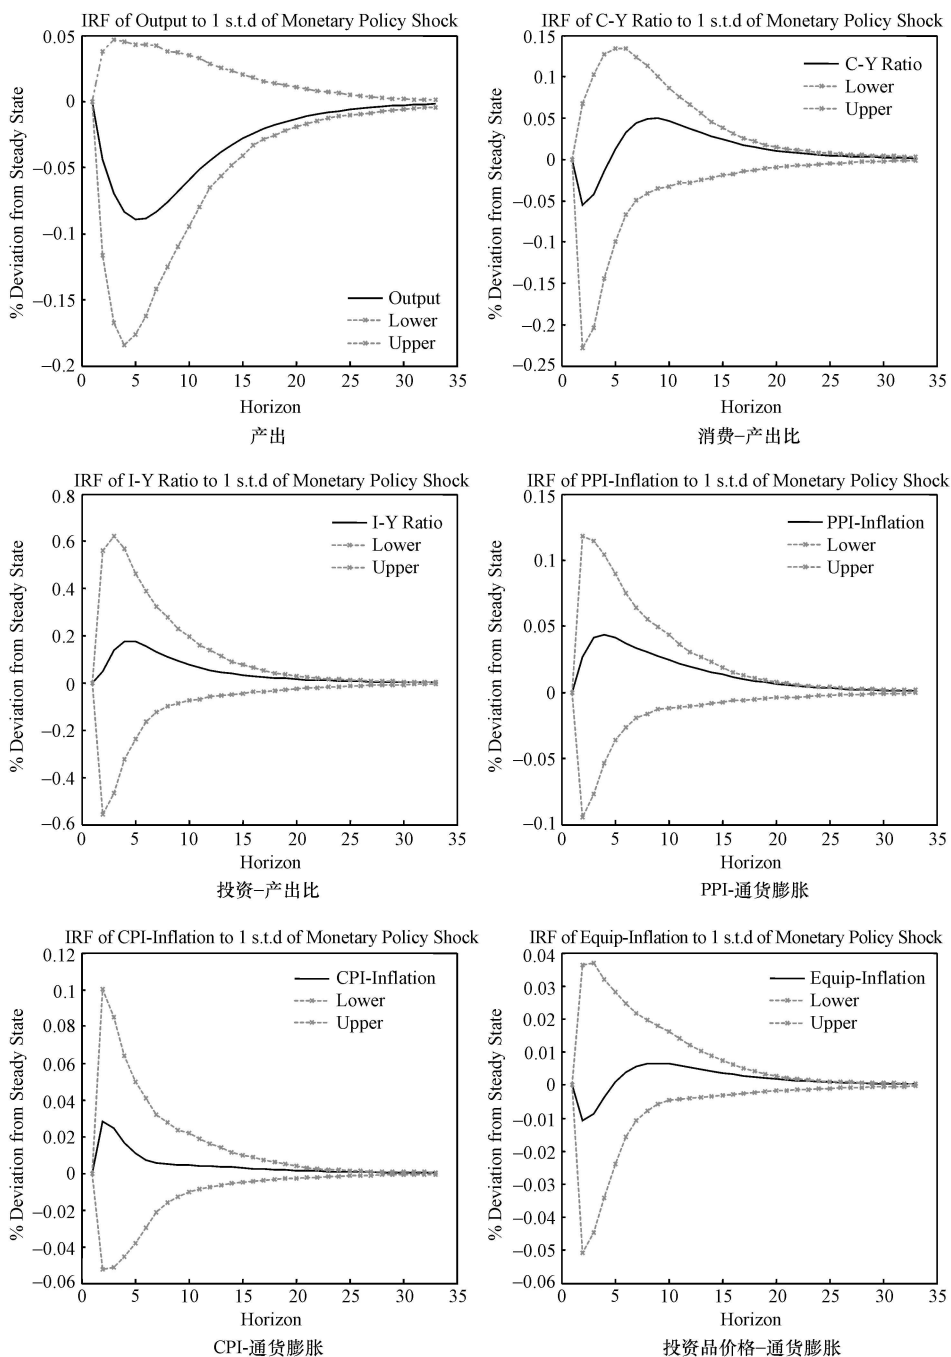 IRF of Output to 1 s.t.d of Monetary Policy Shock
% Deviation from Steady State
0.05
0
–0.05
–0.1
–0.15
–0.2
Output
Lower
Upper
0 5 10 15 20 25 30 35
Horizon
产出
IRF of C-Y Ratio to 1 s.t.d of Monetary Policy Shock
% Deviation from Steady State
0.15
0.1
0.05
0
–0.05
–0.1
–0.15
–0.2
–0.25
C-Y Ratio
Lower
Upper
0 5 10 15 20 25 30 35
Horizon
消费–产出比
IRF of I-Y Ratio to 1 s.t.d of Monetary Policy Shock
% Deviation from Steady State
0.8
0.6
0.4
0.2
0
–0.2
–0.4
–0.6
I-Y Ratio
Lower
Upper
0 5 10 15 20 25 30 35
Horizon
投资–产出比
IRF of PPI-Inflation to 1 s.t.d of Monetary Policy Shock
% Deviation from Steady State
0.15
0.1
0.05
0
–0.05
–0.1
PPI-Inflation
Lower
Upper
0 5 10 15 20 25 30 35
Horizon
PPI-通货膨胀
IRF of CPI-Inflation to 1 s.t.d of Monetary Policy Shock
% Deviation from Steady State
0.12
0.1
0.08
0.06
0.04
0.02
0
–0.02
–0.04
–0.06
CPI-Inflation
Lower
Upper
0 5 10 15 20 25 30 35
Horizon
CPI-通货膨胀
IRF of Equip-Inflation to 1 s.t.d of Monetary Policy Shock
% Deviation from Steady State
0.04
0.03
0.02
0.01
0
–0.01
–0.02
–0.03
–0.04
–0.05
–0.06
Equip-Inflation
Lower
Upper
0 5 10 15 20 25 30 35
Horizon
投资品价格–通货膨胀